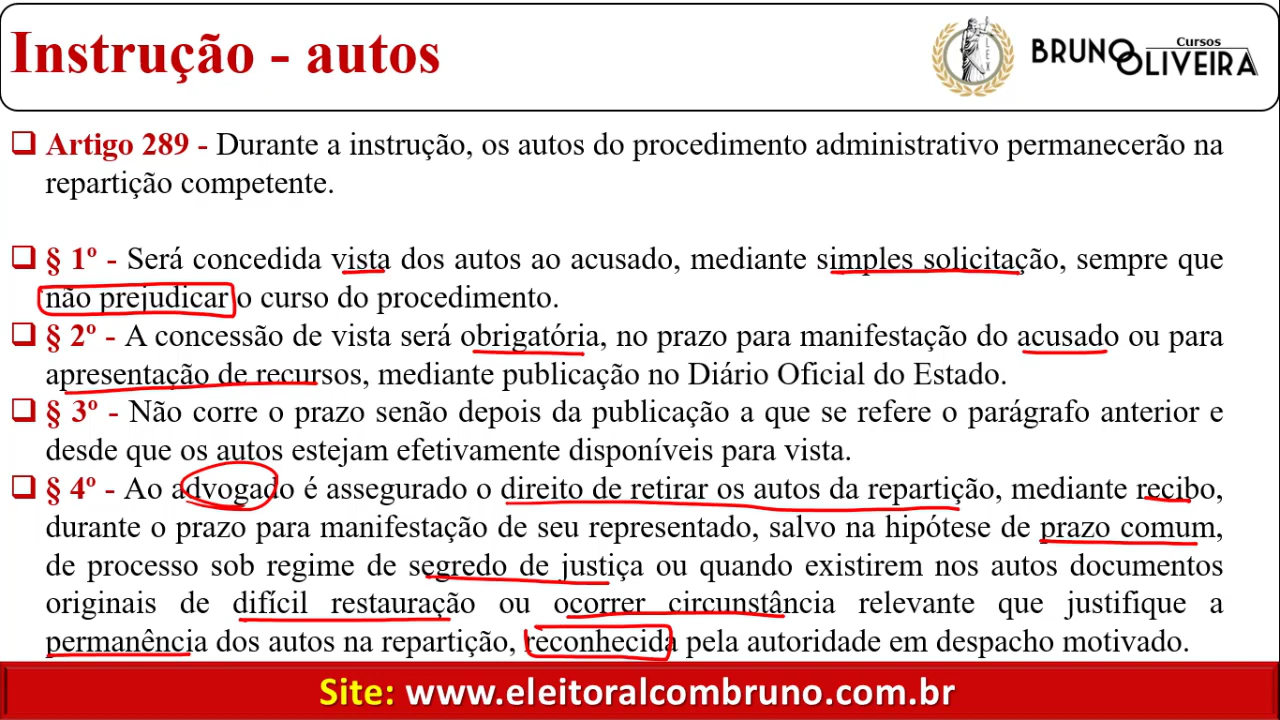 Instrução - autos
Cursos
BRUNO OLIVEIRA
LEX
Artigo 289 - Durante a instrução, os autos do procedimento administrativo permanecerão na
repartição competente.
§ 1º - Será concedida vista dos autos ao acusado, mediante simples solicitação, sempre que
não prejudicar o curso do procedimento.
§ 2º - A concessão de vista será obrigatória, no prazo para manifestação do acusado ou para
apresentação de recursos, mediante publicação no Diário Oficial do Estado.
§ 3º - Não corre o prazo senão depois da publicação a que se refere o parágrafo anterior e
desde que os autos estejam efetivamente disponíveis para vista.
§ 4º - Ao advogado é assegurado o direito de retirar os autos da repartição, mediante recibo,
durante o prazo para manifestação de seu representado, salvo na hipótese de prazo comum,
de processo sob regime de segredo de justiça ou quando existirem nos autos documentos
originais de difícil restauração ou ocorrer circunstância relevante que justifique a
permanência dos autos na repartição, reconhecida pela autoridade em despacho motivado.
Site: www.eleitoralcombruno.com.br